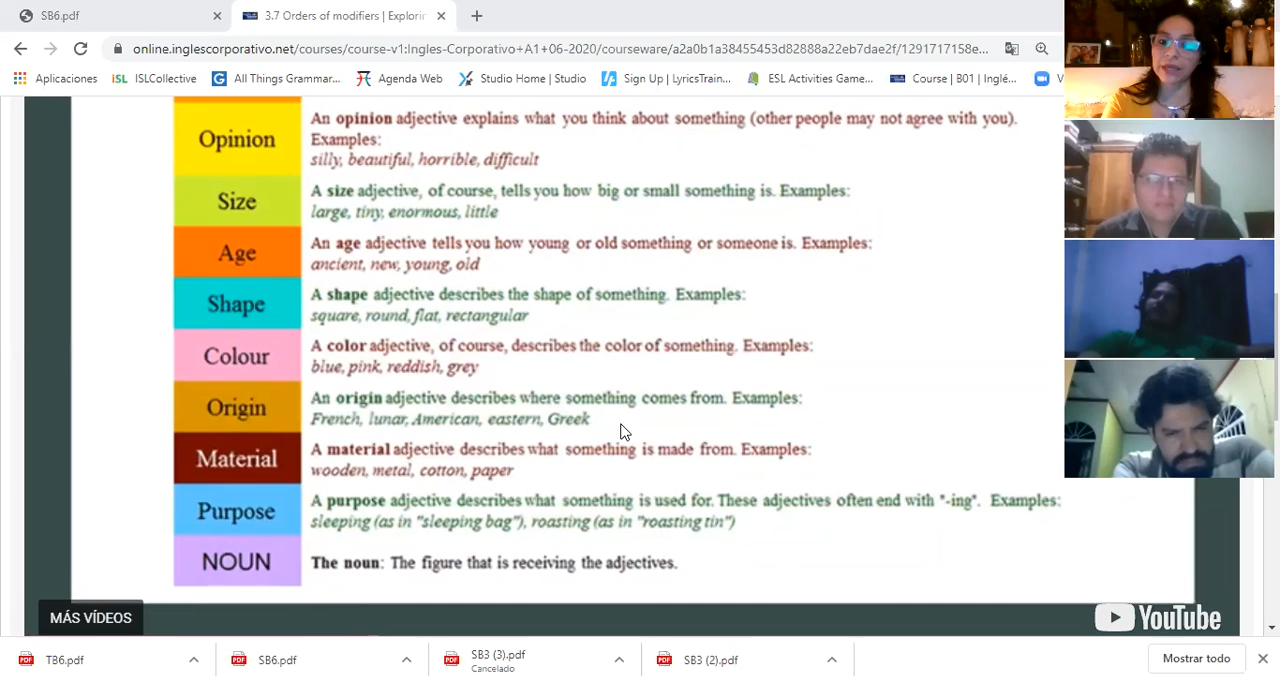 SB6.pdf
3.7 Orders of modifiers | Explorin
online.inglescorporativo.net/courses/course-v1:Ingles-Corporativo+A1+06-2020/courseware/a2a0b1a38455453d82888a22eb7dae2f/1291717158e...
Aplicaciones
iSL ISLCollective
G All Things Grammar...
Agenda Web
Studio Home | Studio
Sign Up | LyricsTrain...
ESL Activities Game...
Course | B01 | Inglé...
Opinion
An opinion adjective explains what you think about something (other people may not agree with you).
Examples:
silly, beautiful, horrible, difficult
Size
A size adjective, of course, tells you how big or small something is. Examples:
large, tiny, enormous, little
Age
An age adjective tells you how young or old something or someone is. Examples:
ancient, new, young, old
Shape
A shape adjective describes the shape of something. Examples:
square, round, flat, rectangular
Colour
A color adjective, of course, describes the color of something. Examples:
blue, pink, reddish, grey
Origin
An origin adjective describes where something comes from. Examples:
French, lunar, American, eastern, Greek
Material
A material adjective describes what something is made from. Examples:
wooden, metal, cotton, paper
Purpose
A purpose adjective describes what something is used for. These adjectives often end with "-ing". Examples:
sleeping (as in "sleeping bag"), roasting (as in "roasting tin")
NOUN
The noun: The figure that is receiving the adjectives.
MÁS VÍDEOS
YouTube
TB6.pdf
SB6.pdf
SB3 (3).pdf
Cancelado
SB3 (2).pdf
Mostrar todo